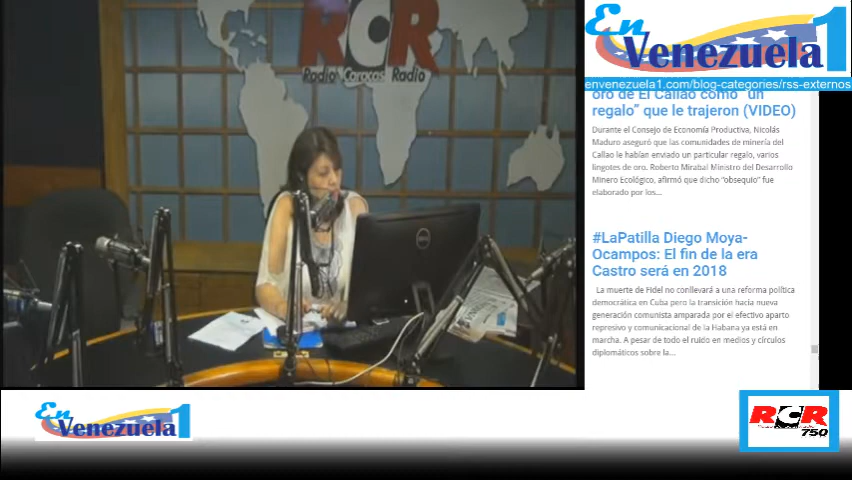 RCR
Radio Caracas Radio
DELL
En
Venezuela 1
envenezuela1.com/blog-categories/rss-externos
oro de El Callao como "un
regalo" que le trajeron (VIDEO)
Durante el Consejo de Economía Productiva, Nicolás
Maduro aseguró que las comunidades de minería del
Callao le habían enviado un particular regalo, varios
lingotes de oro. Roberto Mirabal Ministro del Desarrollo
Minero Ecológico, afirmó que dicho "obsequio" fue
elaborado por los...
#LaPatilla Diego Moya-
Ocampos: El fin de la era
Castro será en 2018
La muerte de Fidel no conllevará a una reforma política
democrática en Cuba pero la transición hacia nueva
generación comunista amparada por el efectivo aparto
represivo y comunicacional de la Habana ya está en
marcha. A pesar de todo el ruido en medios y círculos
diplomáticos sobre la...
En
Venezuela 1
RCR
750